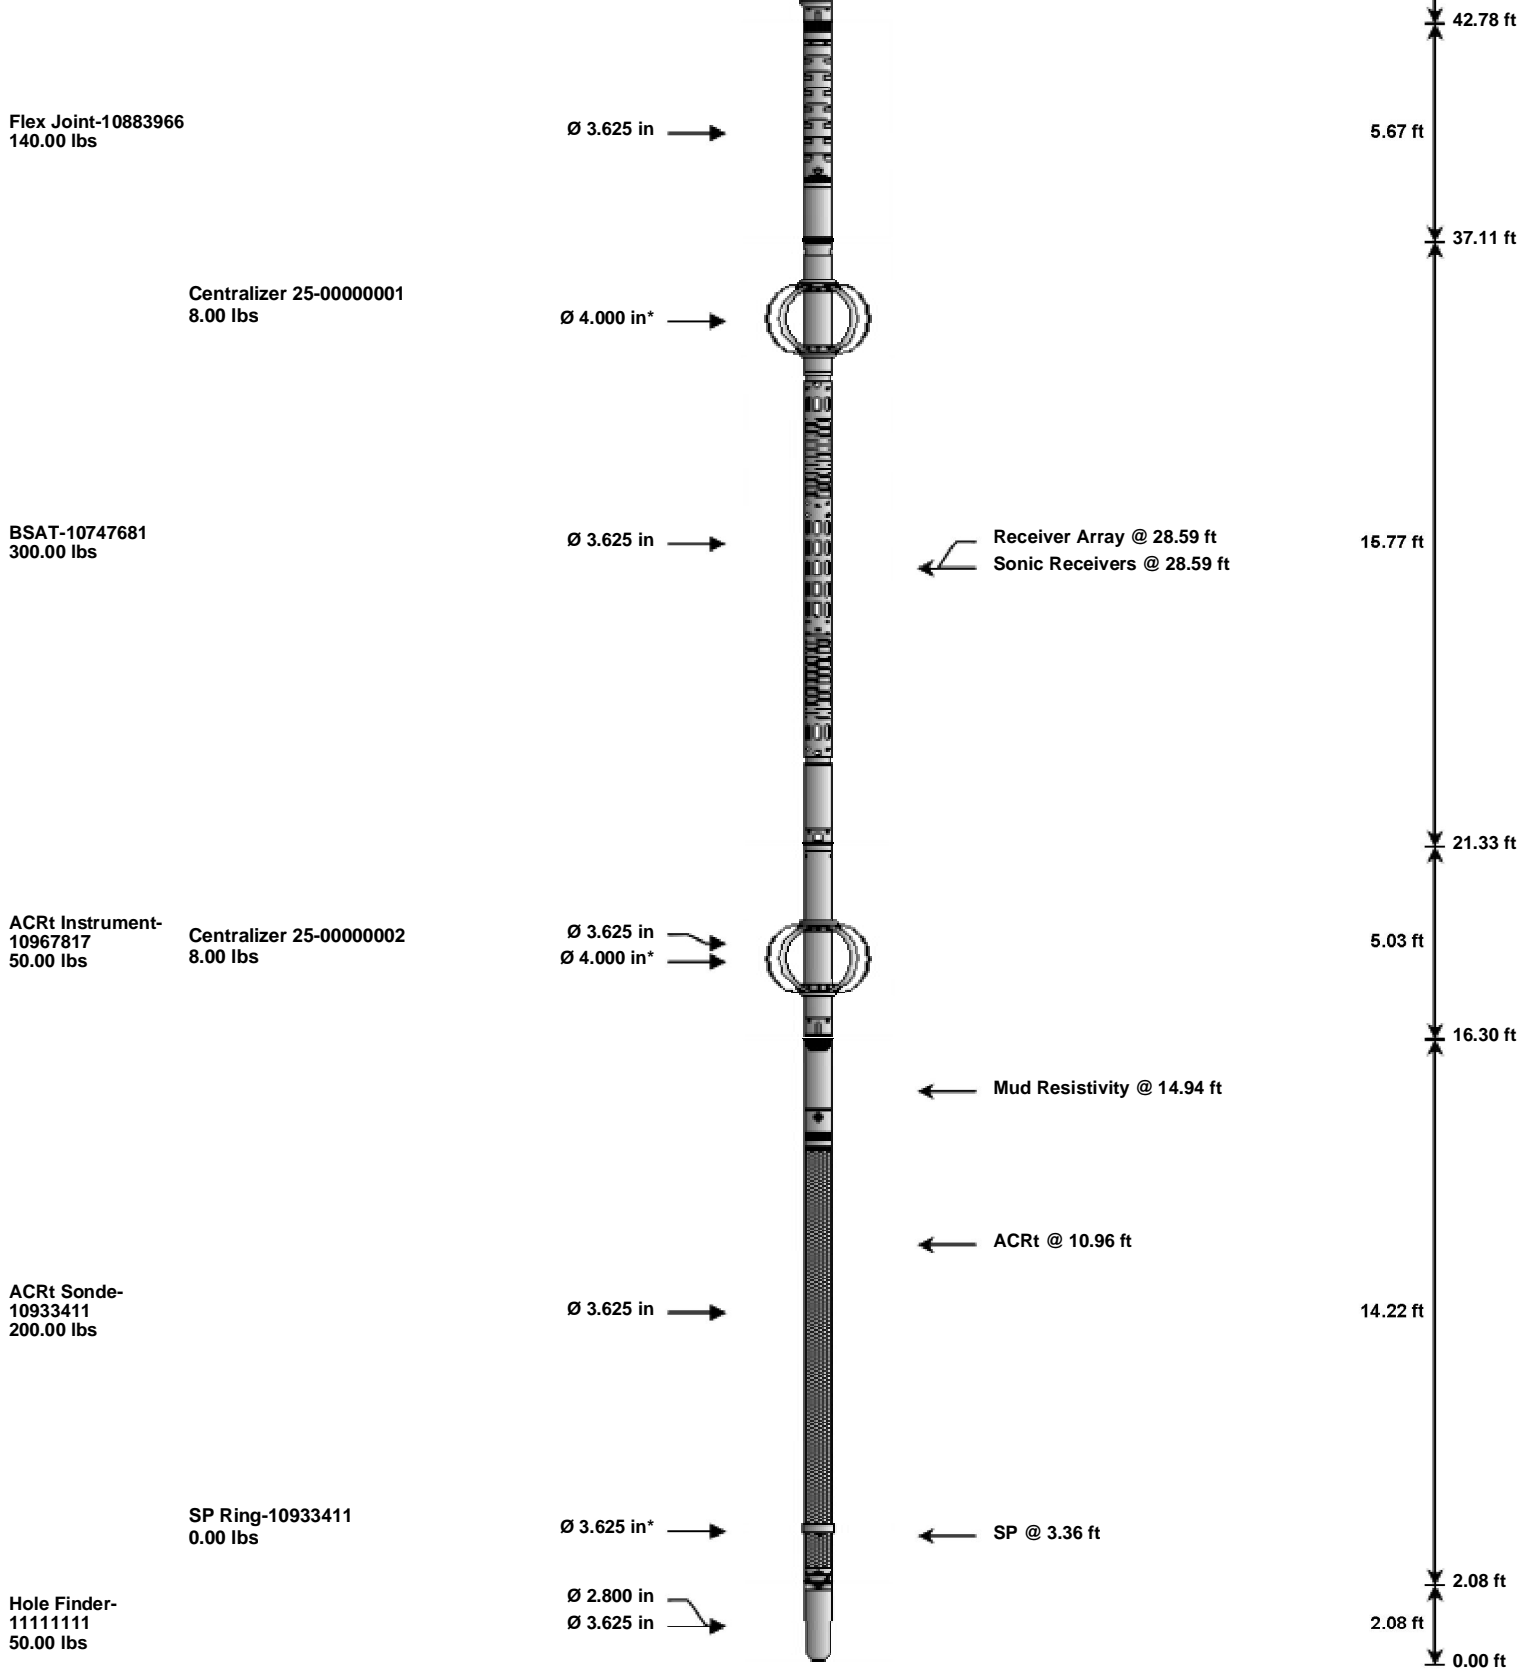 42.78 ft
Flex Joint-10883966
140.00 lbs
Ø 3.625 in
5.67 ft
37.11 ft
Centralizer 25-00000001
8.00 lbs
Ø 4.000 in*
BSAT-10747681
300.00 lbs
Ø 3.625 in
Receiver Array @ 28.59 ft
Sonic Receivers @ 28.59 ft
15.77 ft
21.33 ft
ACRt Instrument-
10967817
50.00 lbs
Centralizer 25-00000002
8.00 lbs
Ø 3.625 in
Ø 4.000 in*
5.03 ft
16.30 ft
Mud Resistivity @ 14.94 ft
ACRt @ 10.96 ft
ACRt Sonde-
10933411
200.00 lbs
Ø 3.625 in
14.22 ft
SP Ring-10933411
0.00 lbs
Ø 3.625 in*
SP @ 3.36 ft
2.08 ft
Hole Finder-
11111111
50.00 lbs
Ø 2.800 in
Ø 3.625 in
2.08 ft
0.00 ft